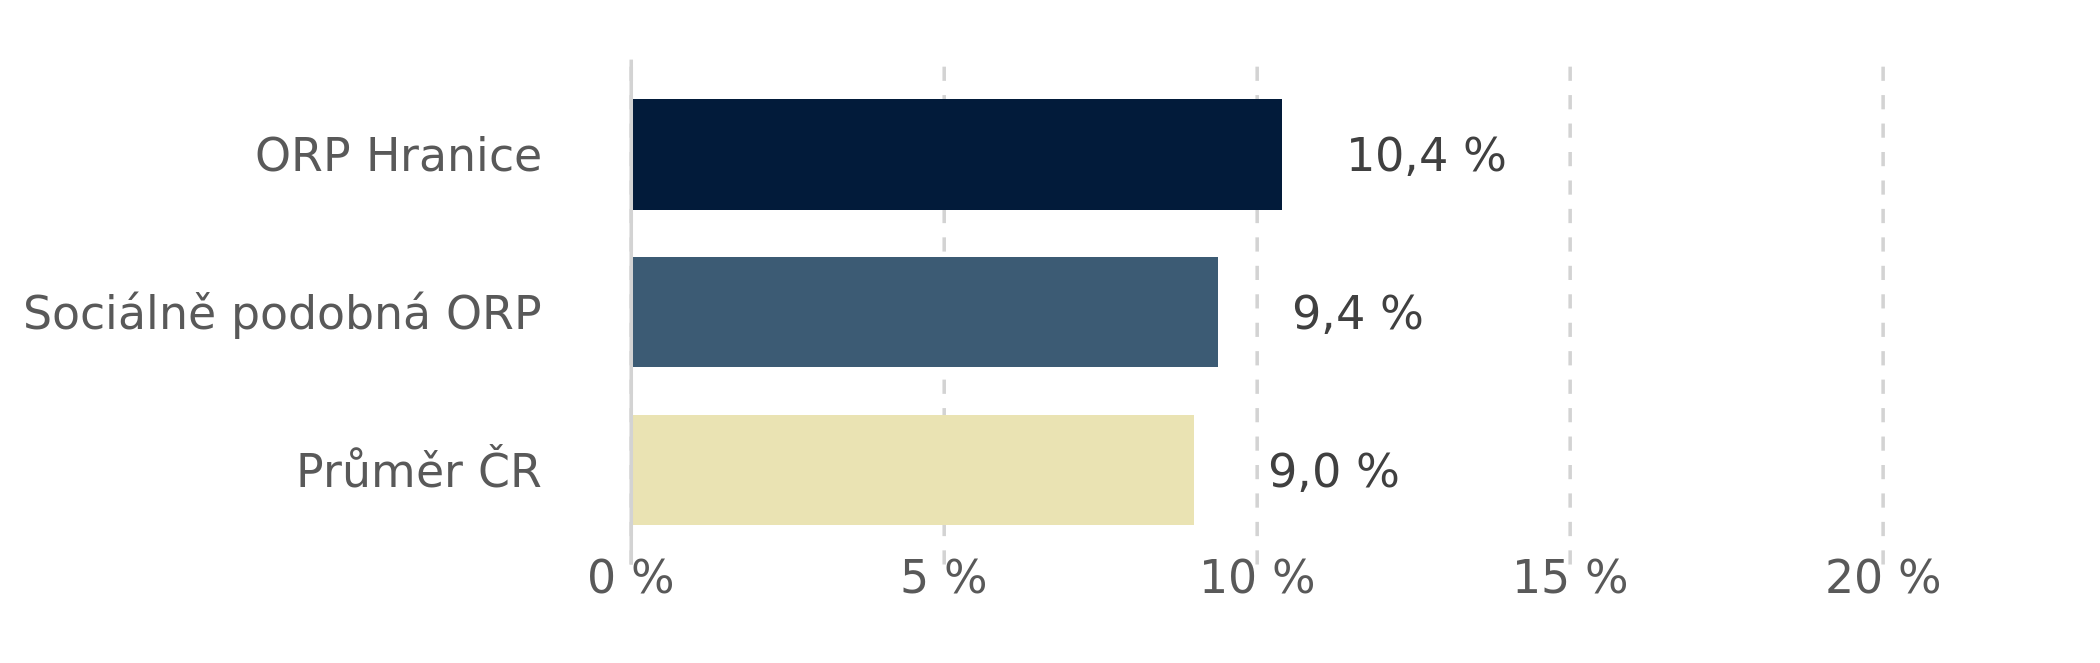 ORP Hranice 10,4 %
Sociálně podobná ORP 9,4 %
Průměr ČR 9,0 %
0 % 5 % 10 % 15 % 20 %